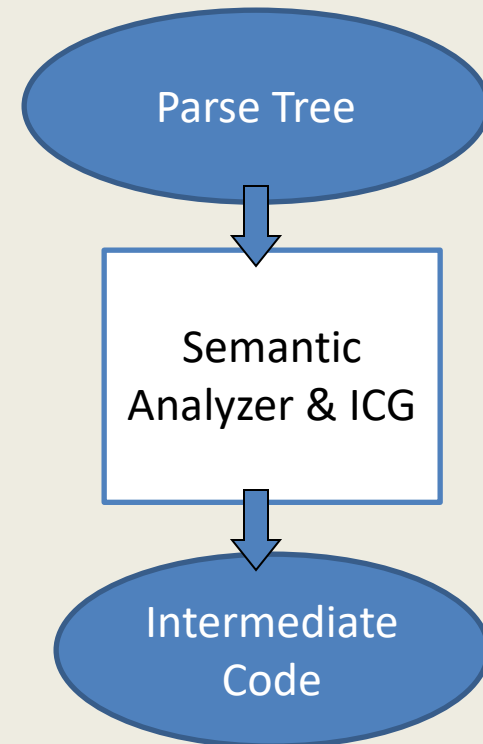 Parse Tree
Semantic
Analyzer & ICG
Intermediate
Code